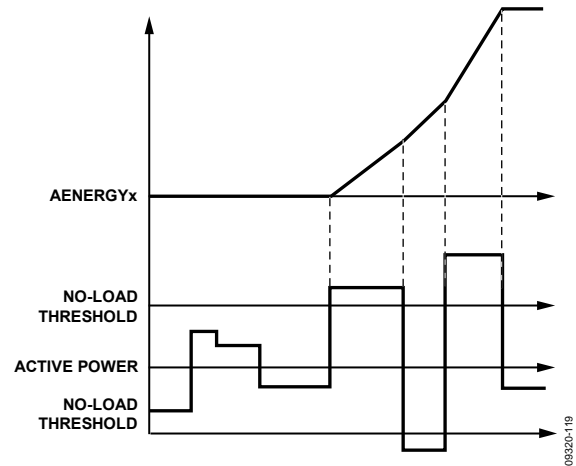 AENERGYx
NO-LOAD
THRESHOLD
ACTIVE POWER
NO-LOAD
THRESHOLD
09320-119